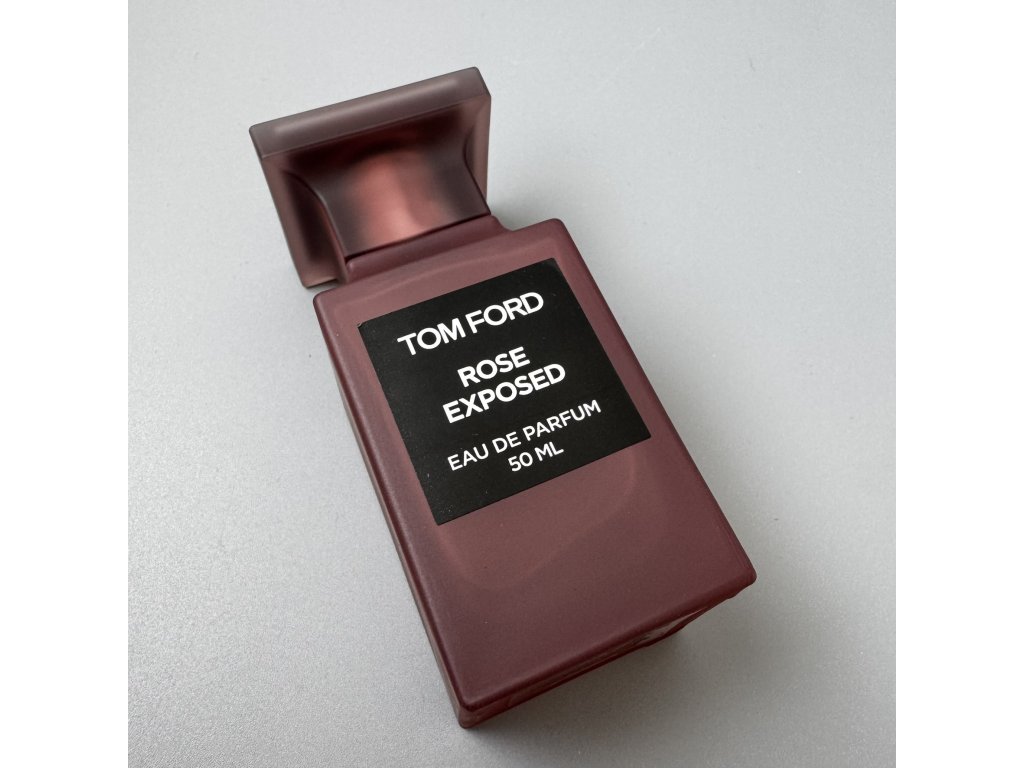 TOM FORD
ROSE
EXPOSED
EAU DE PARFUM
50 ML